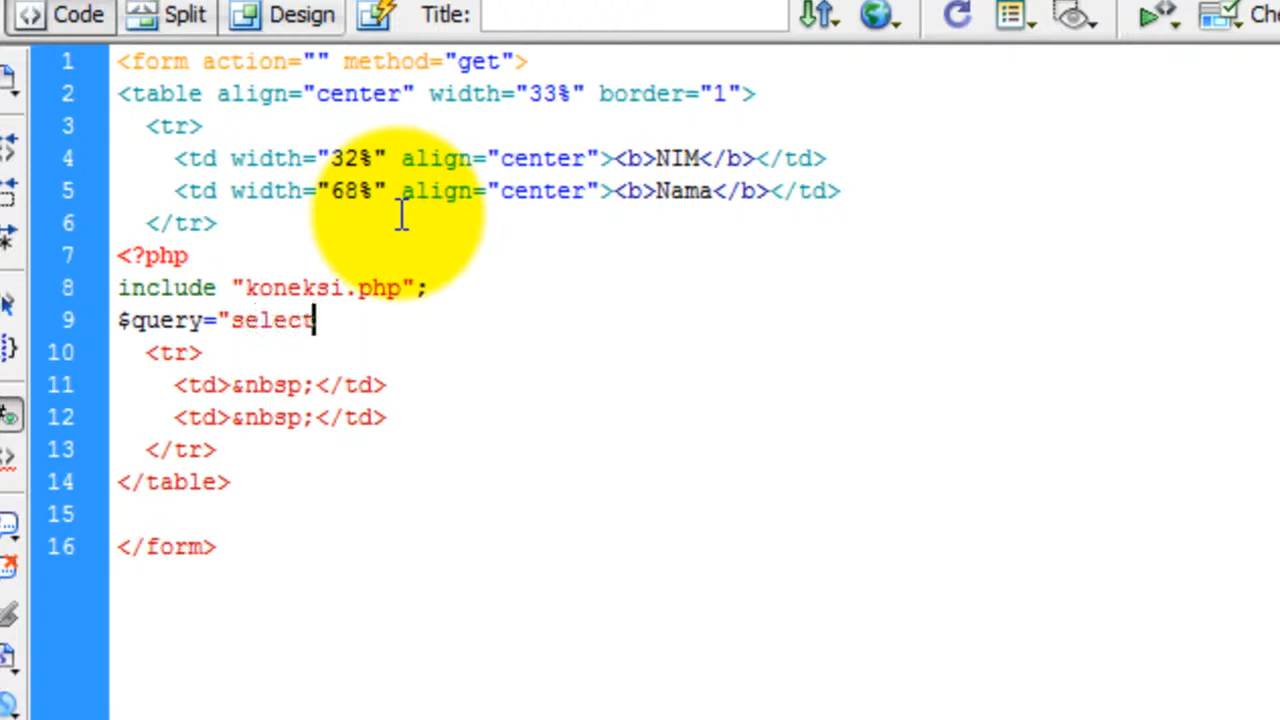 Code Split Design Title:
1 <form action="" method="get">
2 <table align="center" width="33%" border="1">
3 <tr>
4 <td width="32%" align="center"><b>NIM</b></td>
5 <td width="68%" align="center"><b>Nama</b></td>
6 </tr>
7 <?php
8 include "koneksi.php";
9 $query="select
10 <tr>
11 <td>&nbsp;</td>
12 <td>&nbsp;</td>
13 </tr>
14 </table>
15
16 </form>